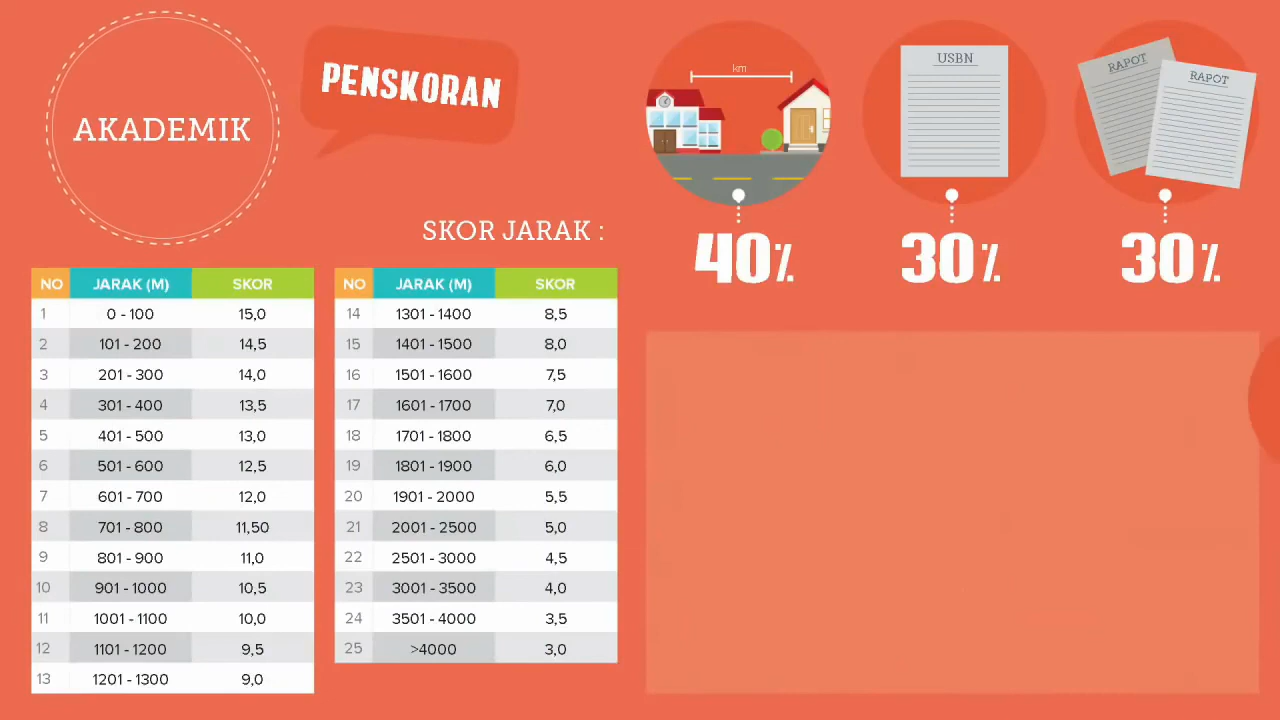 AKADEMIK
PENSKORAN
km
USBN
RAPOT
RAPOT
40%
30%
30%
SKOR JARAK :
NO JARAK (M) SKOR
1 0 - 100 15,0
2 101 - 200 14,5
3 201 - 300 14,0
4 301 - 400 13,5
5 401 - 500 13,0
6 501 - 600 12,5
7 601 - 700 12,0
8 701 - 800 11,50
9 801 - 900 11,0
10 901 - 1000 10,5
11 1001 - 1100 10,0
12 1101 - 1200 9,5
13 1201 - 1300 9,0
NO JARAK (M) SKOR
14 1301 - 1400 8,5
15 1401 - 1500 8,0
16 1501 - 1600 7,5
17 1601 - 1700 7,0
18 1701 - 1800 6,5
19 1801 - 1900 6,0
20 1901 - 2000 5,5
21 2001 - 2500 5,0
22 2501 - 3000 4,5
23 3001 - 3500 4,0
24 3501 - 4000 3,5
25 >4000 3,0